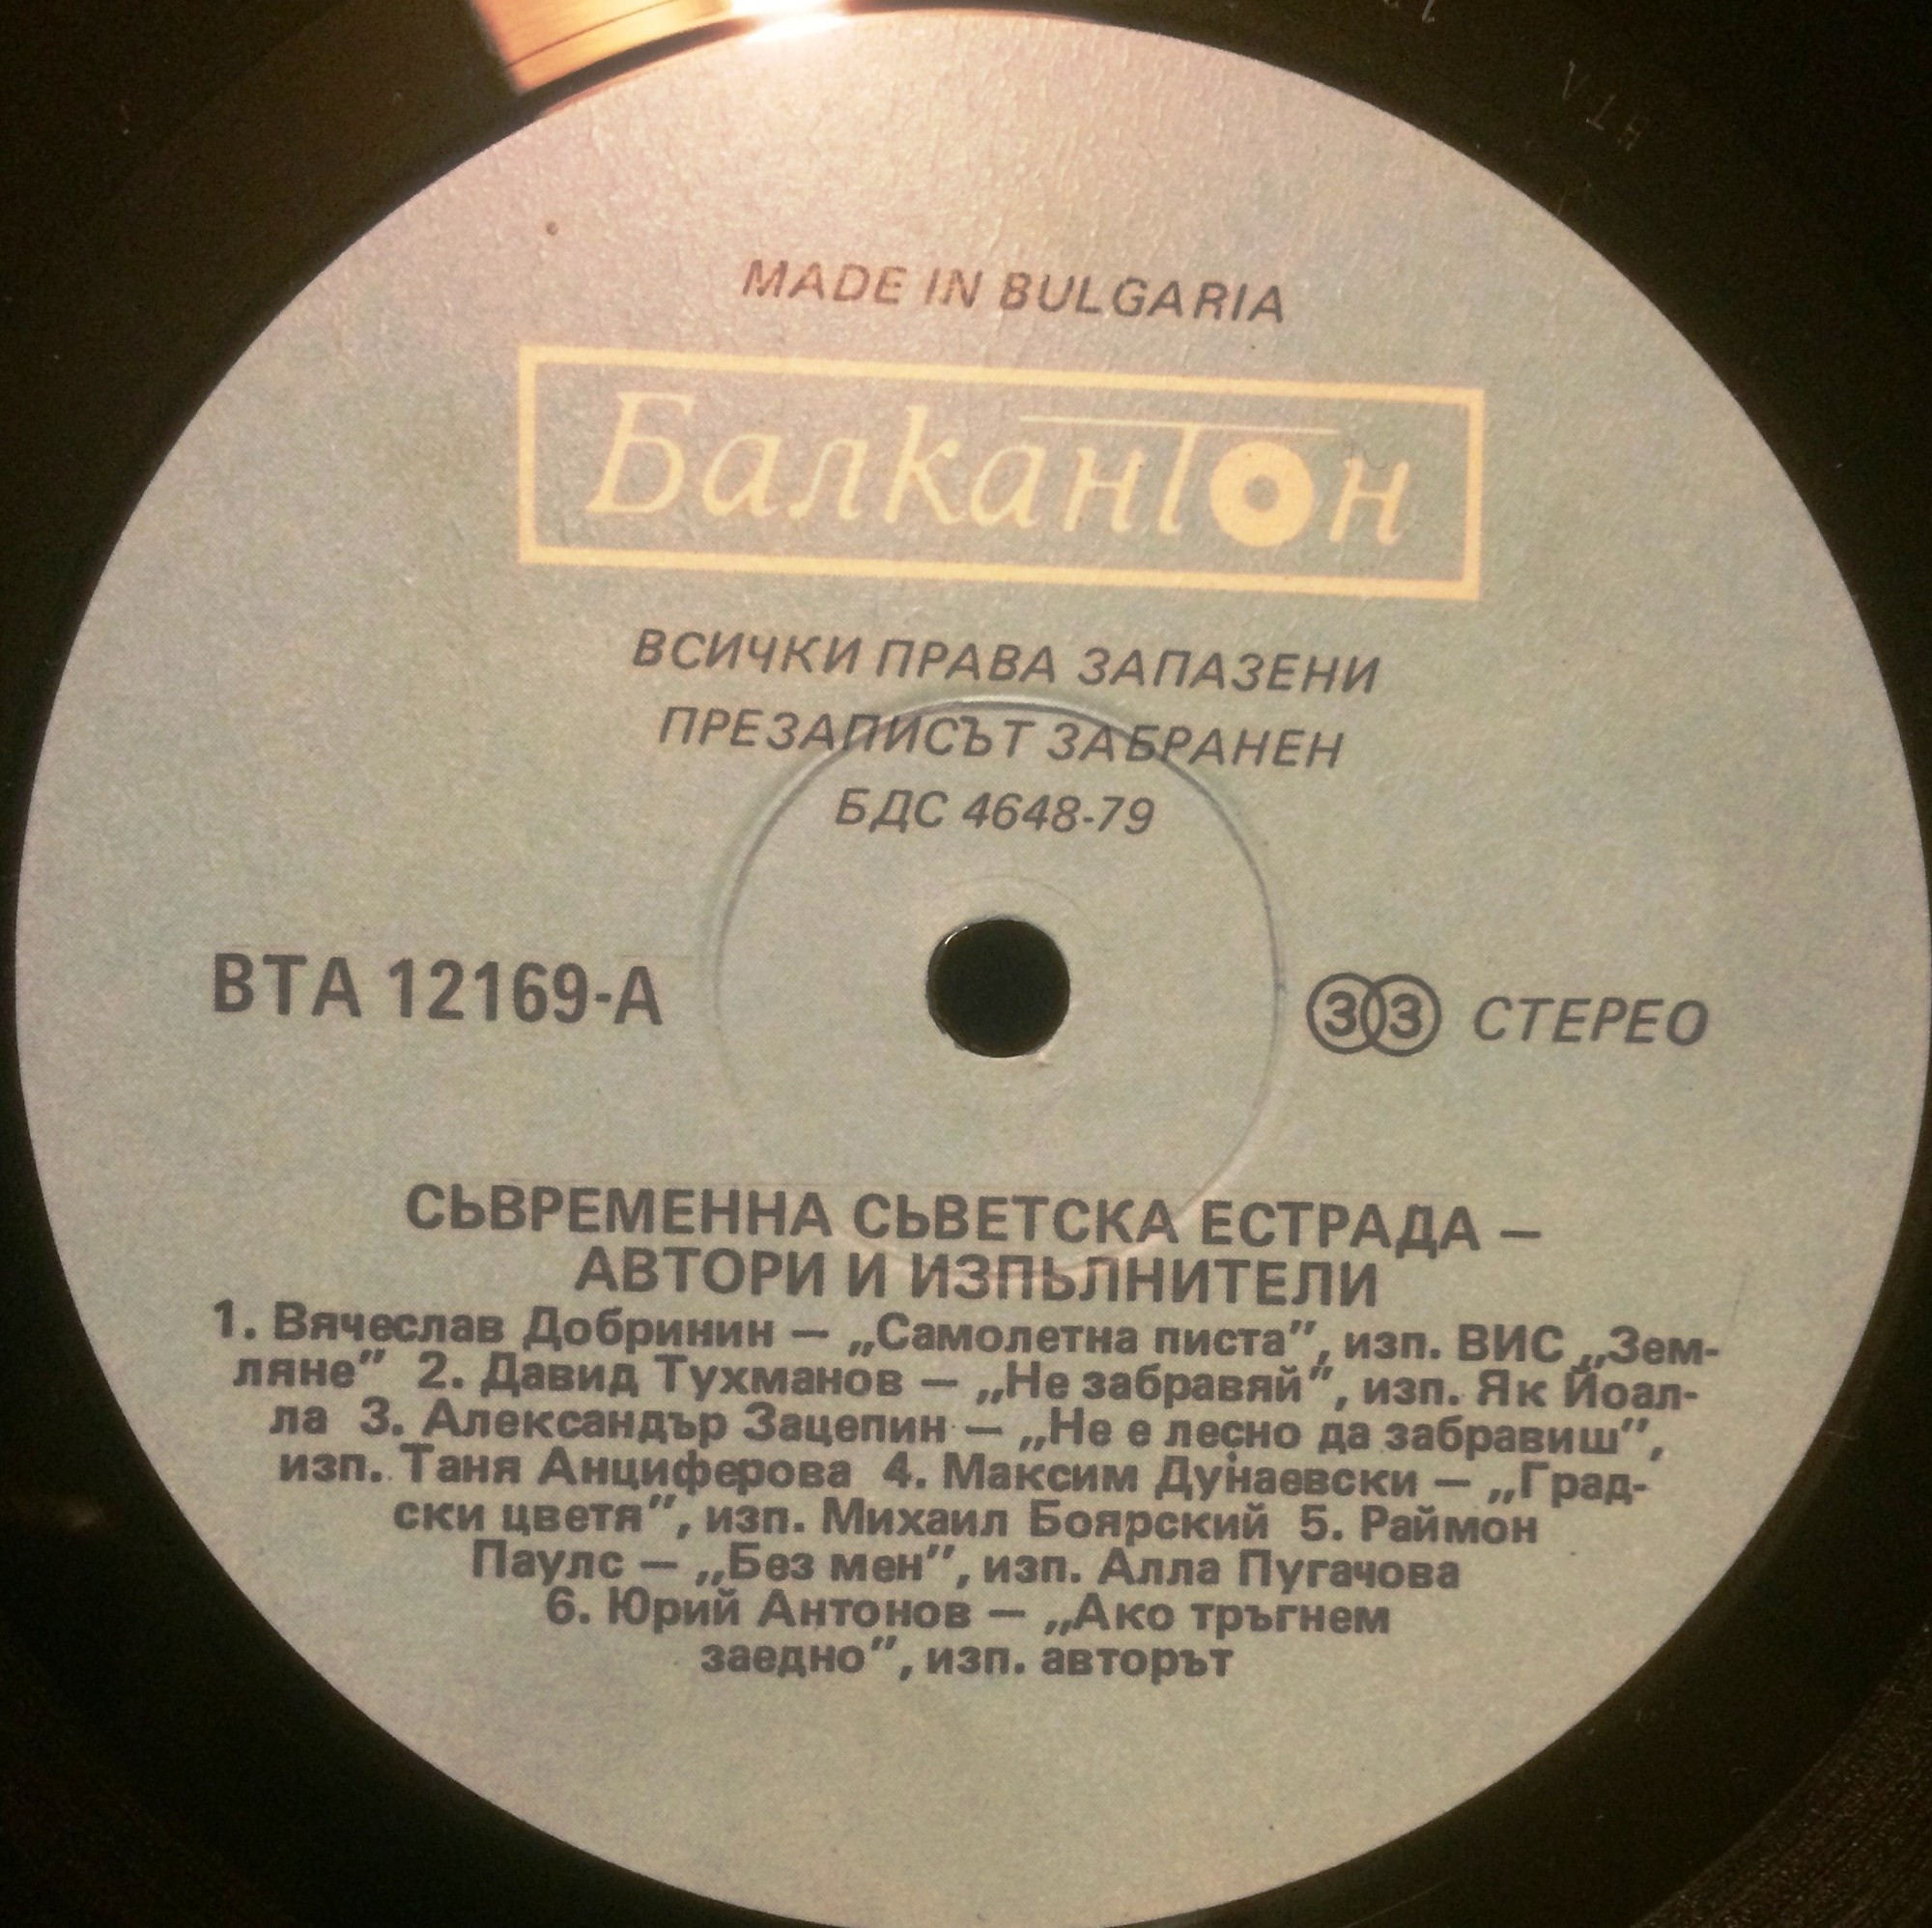 MADE IN BULGARIA
Балкантон
ВСИЧКИ ПРАВА ЗАПАЗЕНИ
ПРЕЗАПИСЪТ ЗАБРАНЕН
БДС 4648-79
ВТА 12169-А
33 СТЕРЕО
СЬВРЕМЕННА СЬВЕТСКА ЕСТРАДА –
АВТОРИ И ИЗПЬЛНИТЕЛИ
1. Вячеслав Добринин – „Самолетна писта”, изп. ВИС „Зем-
ляне” 2. Давид Тухманов – „Не забравяй”, изп. Як Йоал-
ла 3. Александър Зацепин – „Не е лесно да забравиш”,
изп. Таня Анциферова 4. Максим Дунаевски – „Град-
ски цветя”, изп. Михаил Боярский 5. Раймон
Паулс – „Без мен”, изп. Алла Пугачова
6. Юрий Антонов – „Ако тръгнем
заедно”, изп. авторът